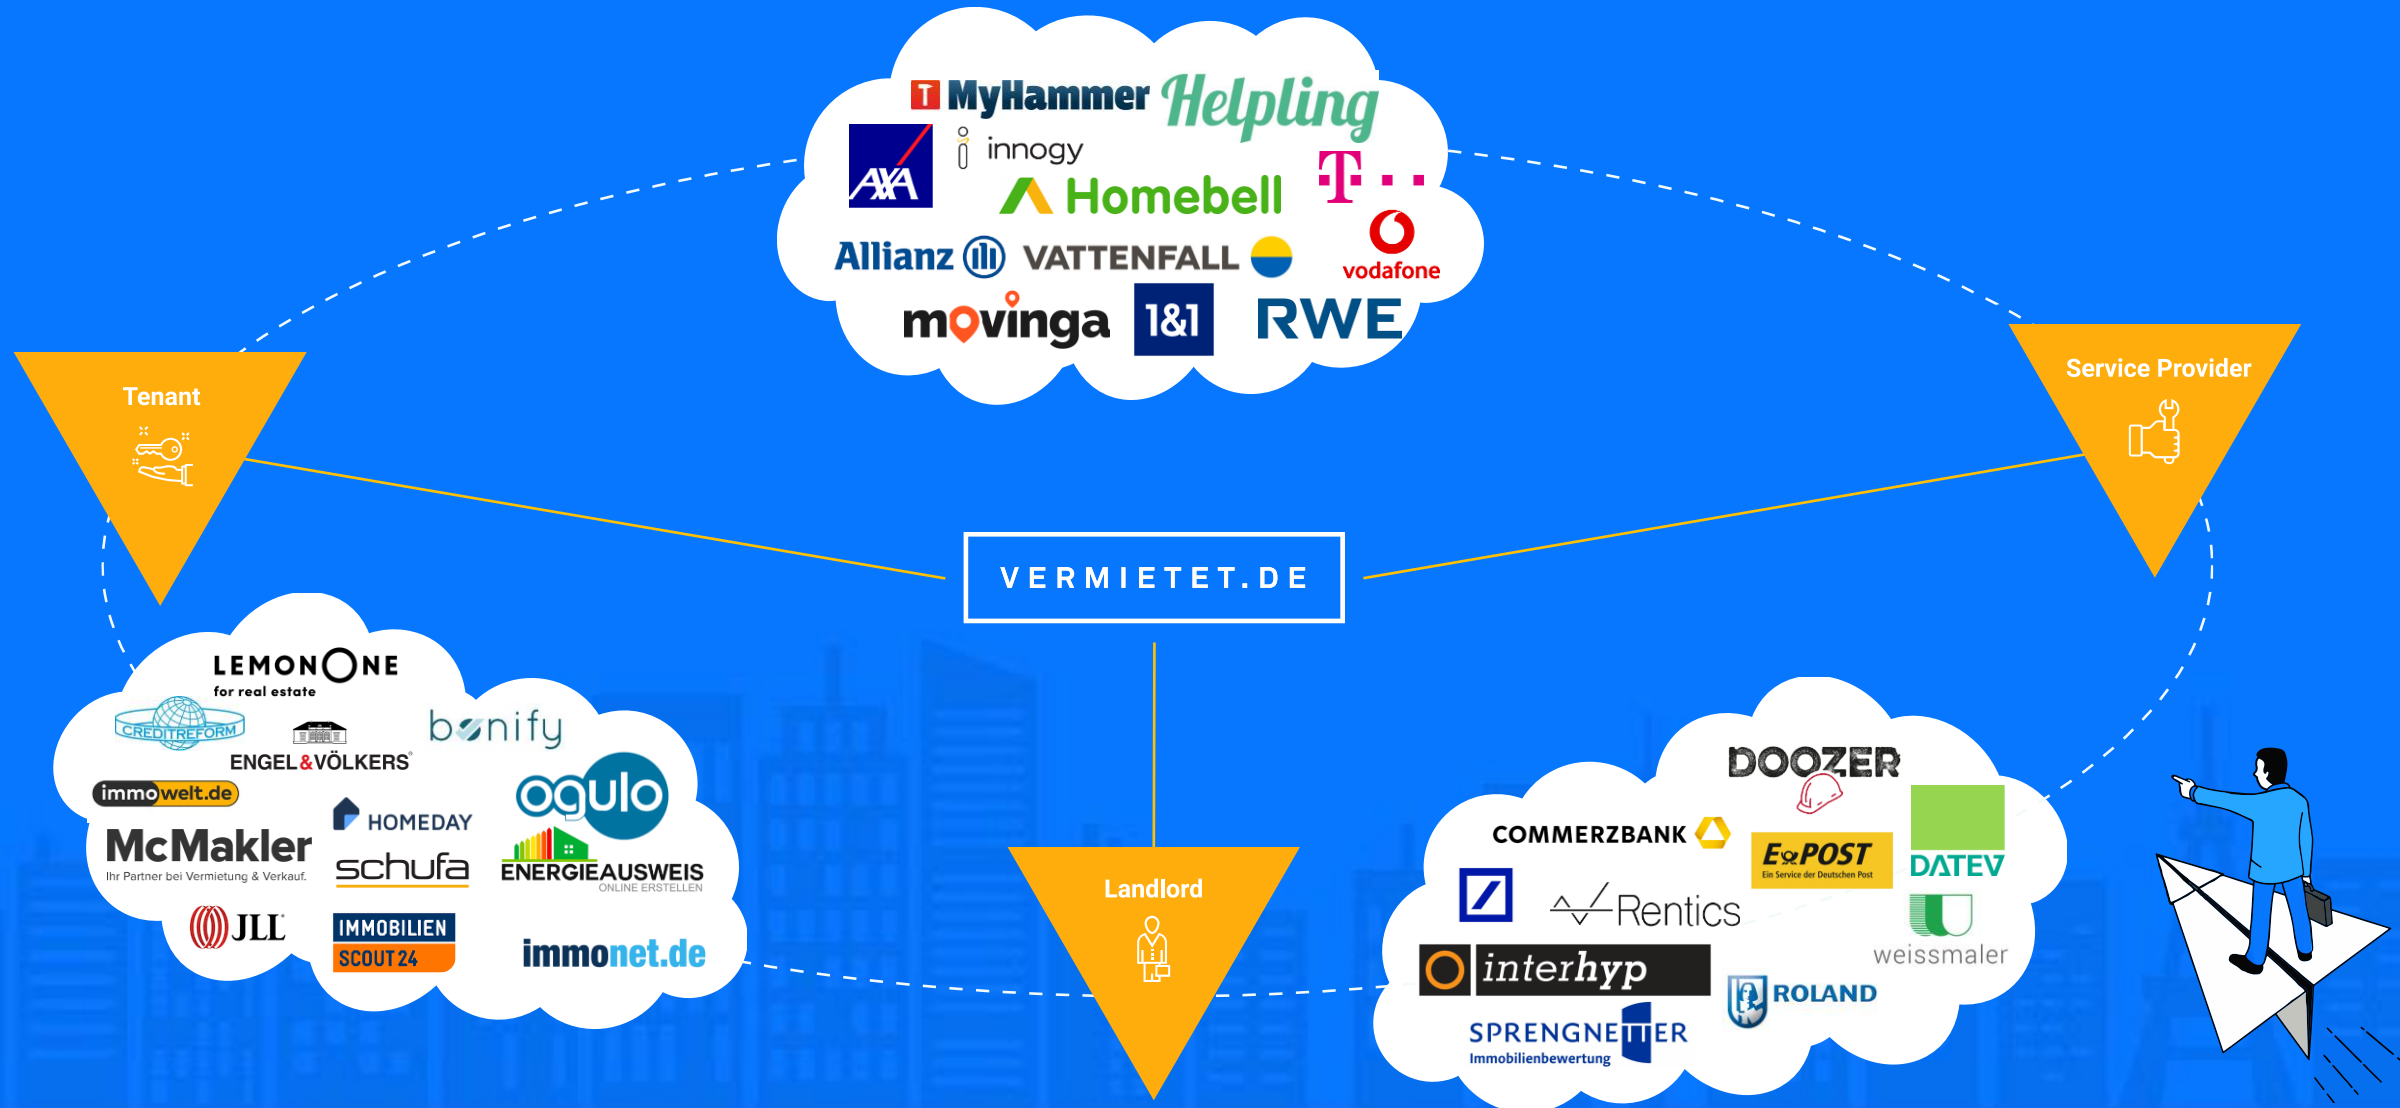 MyHammer
Helpling
AXA
innogy
Homebell
T
vodafone
Allianz
VATTENFALL
movinga
1&1
RWE
Tenant
Service Provider
VERMIETET.DE
LEMONONE
for real estate
CREDITREFORM
bonify
ENGEL&VÖLKERS
immowelt.de
HOMEDAY
ogulo
McMakler
Ihr Partner bei Vermietung & Verkauf.
schufa
ENERGIEAUSWEIS
ONLINE ERSTELLEN
JLL
IMMOBILIEN
SCOUT24
immonet.de
Landlord
DOOZER
COMMERZBANK
E POST
Ein Service der Deutschen Post
DATEV
Rentics
weissmaler
interhyp
ROLAND
SPRENGNETTER
Immobilienbewertung